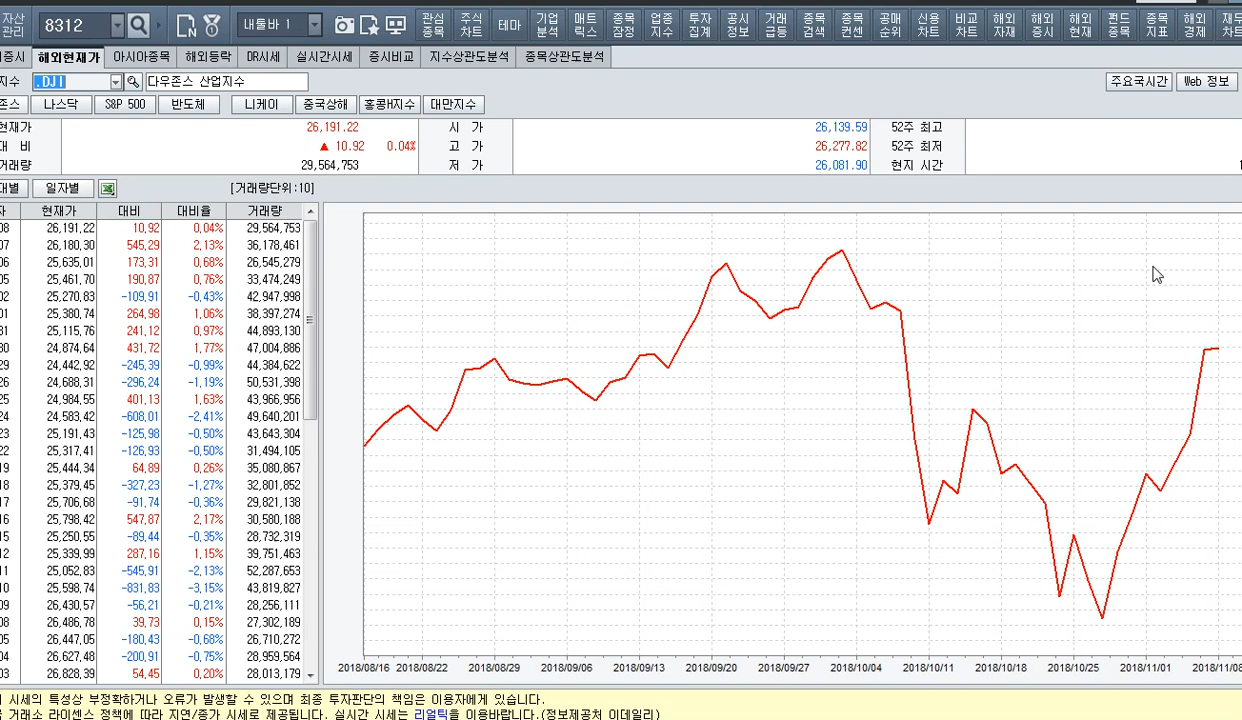 자산 관리 8312 내툴바 1 관심 종목 주식 차트 테마 기업 분석 매트 릭스 종목 잠정 업종 지수 투자 집계 공시 정보 거래 급등 종목 검색 종목 컨센 공매 순위 신용 차트 비교 차트 해외 자재 해외 증시 해외 현재 펀드 종목 종목 지표 해외 경제 재무 차트
증시 해외현재가 아시아종목 해외등락 DR시세 실시간시세 증시비교 지수상관도분석 종목상관도분석
지수 .DJI 다우존스 산업지수 주요국시간 Web 정보
존스 나스닥 S&P 500 반도체 니케이 중국상해 홍콩H지수 대만지수
현재가 26,191.22 시 가 26,139.59 52주 최고
대 비 ▲ 10.92 0.04% 고 가 26,277.82 52주 최저
거래량 29,564,753 저 가 26,081.90 현지 시간
대별 일자별 [거래량단위:10]
자 현재가 대비 대비율 거래량
08 26,191.22 10.92 0.04% 29,564,753
07 26,180.30 545.29 2.13% 36,178,461
06 25,635.01 173.31 0.68% 26,545,279
05 25,461.70 190.87 0.76% 33,474,249
02 25,270.83 -109.91 -0.43% 42,947,998
01 25,380.74 264.98 1.06% 38,397,274
31 25,115.76 241.12 0.97% 44,893,130
30 24,874.64 431.72 1.77% 47,004,886
29 24,442.92 -245.39 -0.99% 44,384,622
26 24,688.31 -296.24 -1.19% 50,531,398
25 24,984.55 401.13 1.63% 43,966,956
24 24,583.42 -608.01 -2.41% 49,640,201
23 25,191.43 -125.98 -0.50% 43,643,304
22 25,317.41 -126.93 -0.50% 31,494,105
19 25,444.34 64.89 0.26% 35,080,867
18 25,379.45 -327.23 -1.27% 32,801,852
17 25,706.68 -91.74 -0.36% 29,821,138
16 25,798.42 547.87 2.17% 30,580,188
15 25,250.55 -89.44 -0.35% 28,732,319
12 25,339.99 287.16 1.15% 39,751,463
11 25,052.83 -545.91 -2.13% 52,287,653
10 25,598.74 -831.83 -3.15% 43,819,827
09 26,430.57 -56.21 -0.21% 28,256,111
08 26,486.78 39.73 0.15% 27,302,189
05 26,447.05 -180.43 -0.68% 26,710,272
04 26,627.48 -200.91 -0.75% 28,959,564
03 26,828.39 54.45 0.20% 28,013,179
2018/08/16 2018/08/22 2018/08/29 2018/09/06 2018/09/13 2018/09/20 2018/09/27 2018/10/04 2018/10/11 2018/10/18 2018/10/25 2018/11/01 2018/11/08
시세의 특성상 부정확하거나 오류가 발생할 수 있으며 최종 투자판단의 책임은 이용자에게 있습니다.
거래소 라이센스 정책에 따라 지연/종가 시세로 제공됩니다. 실시간 시세는 리얼틱을 이용바랍니다.(정보제공처 이데일리)